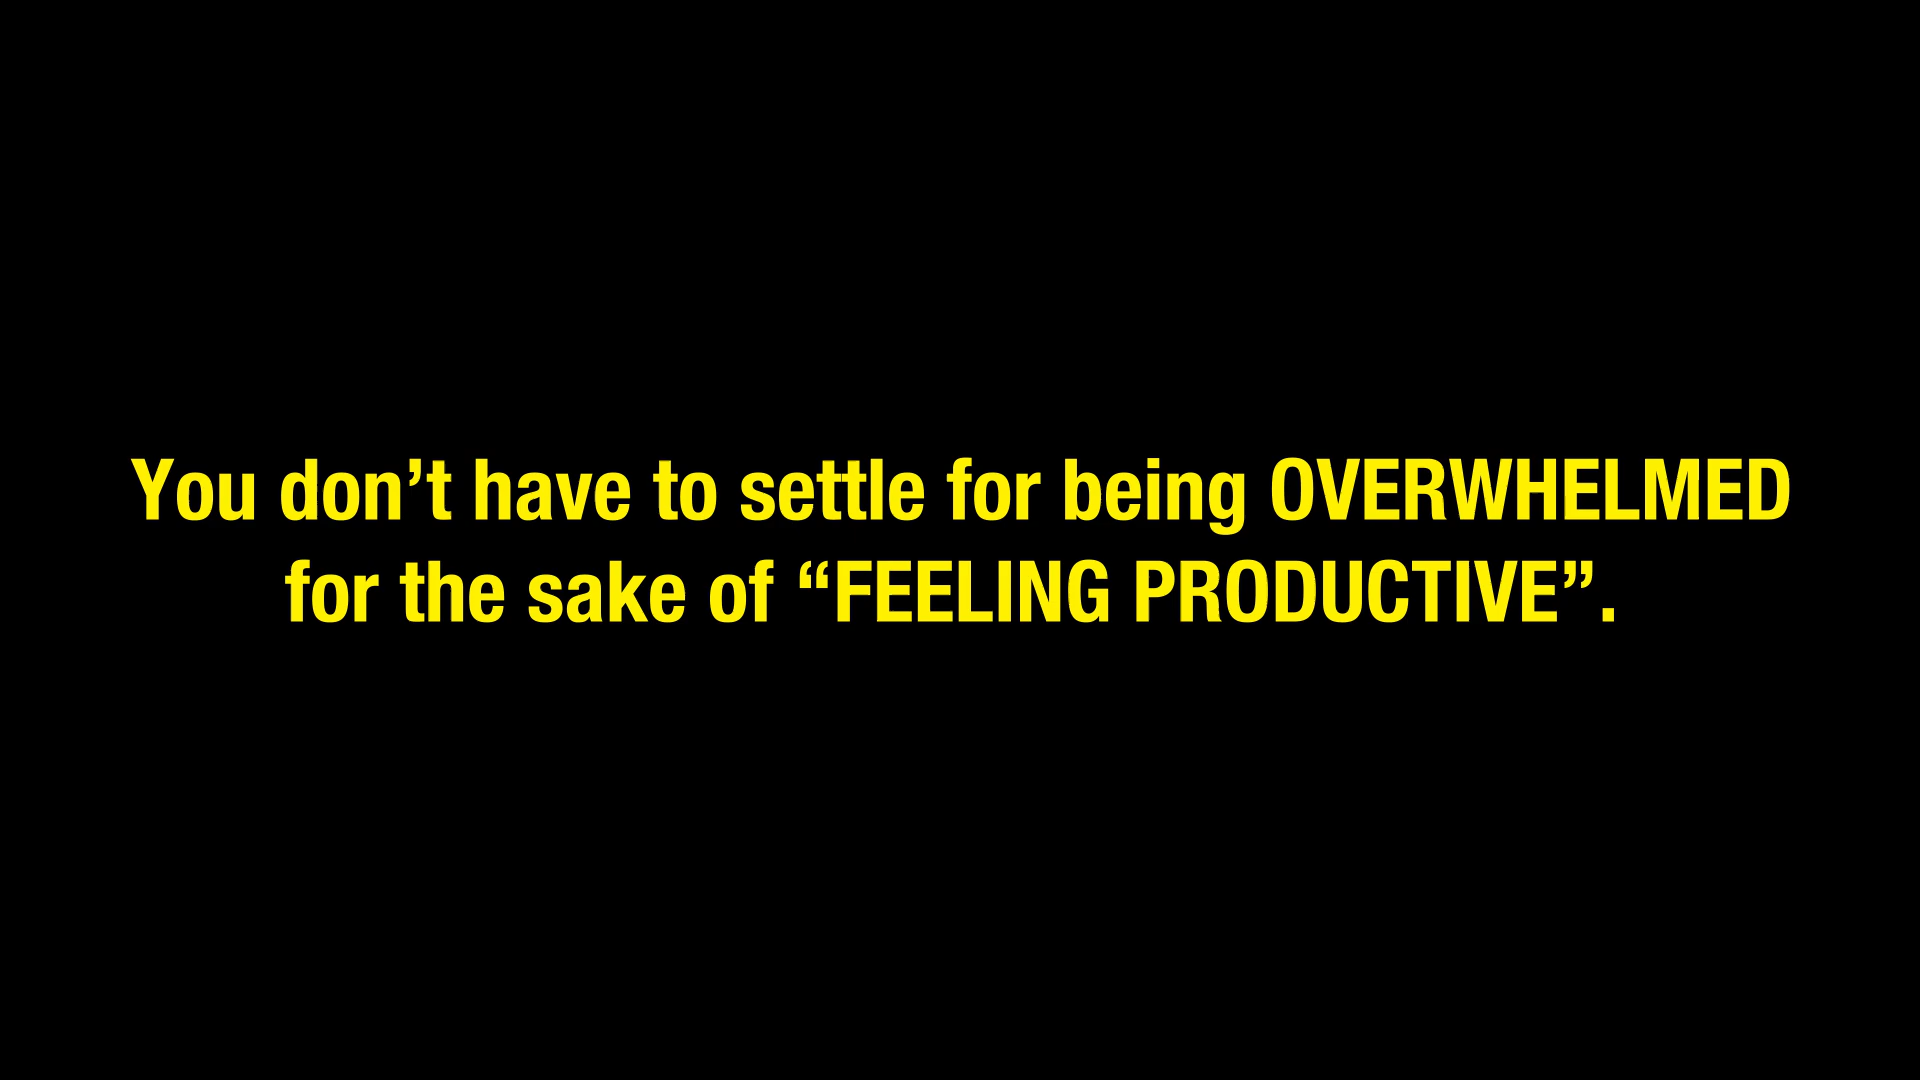 You don’t have to settle for being OVERWHELMED
for the sake of “FEELING PRODUCTIVE”.